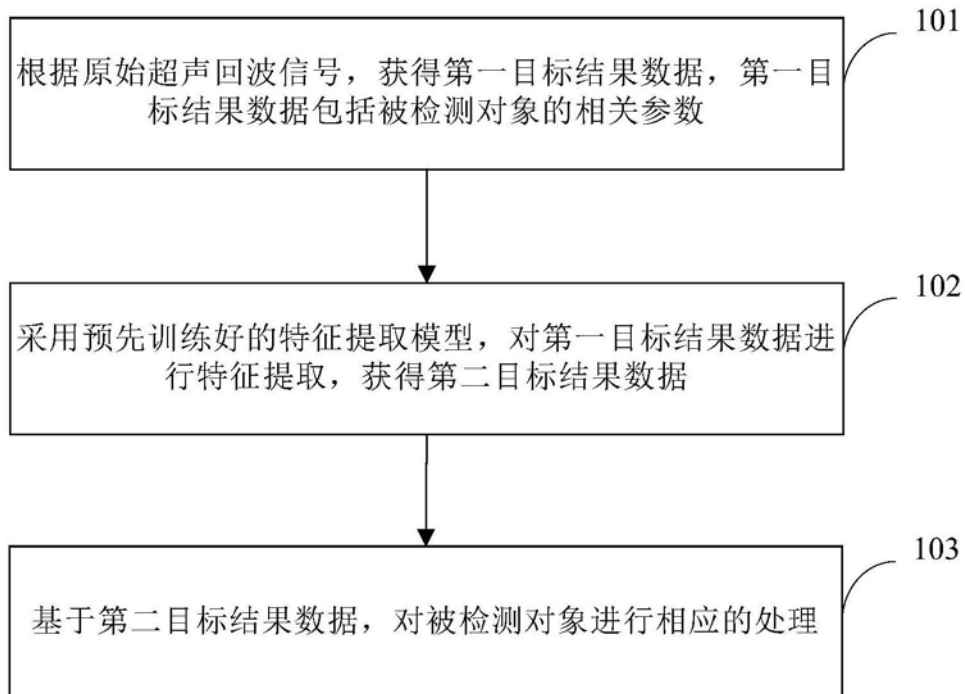 101
根据原始超声回波信号，获得第一目标结果数据，第一目
标结果数据包括被检测对象的相关参数
102
采用预先训练好的特征提取模型，对第一目标结果数据进
行特征提取，获得第二目标结果数据
103
基于第二目标结果数据，对被检测对象进行相应的处理